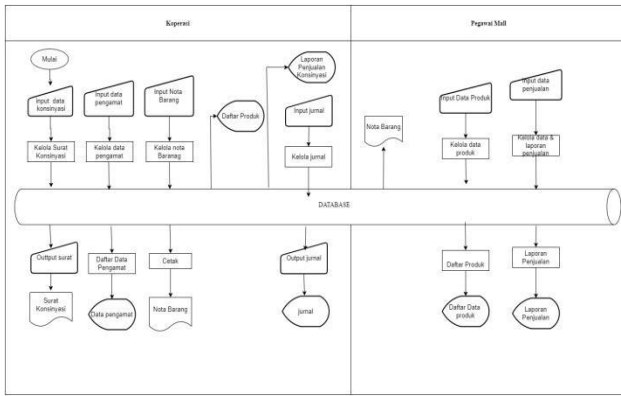 Koperasi
Pegawai Mall
Mulai
Input data
konsinyasi
Input data
pengamat
Input Nota
Barang
Daftar Produk
Laporan
Penjualan
Konsinyasi
Input jurnal
Nota Barang
Input Data Produk
Input data
penjualan
Kelola Surat
Konsinyasi
Kelola data
pengamat
Kelola nota
Baranag
Kelola jurnal
Kelola data
produk
Kelola data &
laporan
penjualan
DATABASE
Outtput surat
Daftar Data
Pengamat
Cetak
Output jurnal
Daftar Produk
Laporan
Penjualan
Surat
Konsinyasi
Data pengamat
Nota Barang
jurnal
Daftar Data
produk
Laporan
Penjualan